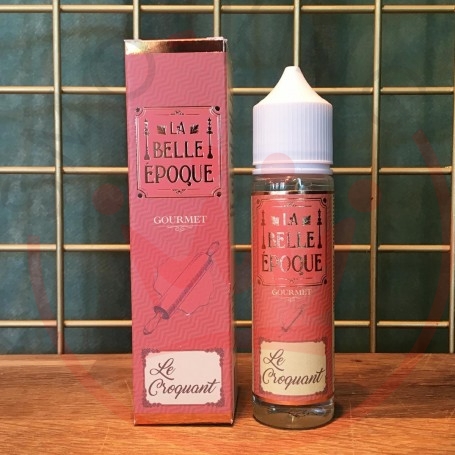 LA
BELLE
ÉPOQUE
GOURMET
Le
Croquant
LA
BELLE
ÉPOQUE
GOURMET
Le
Croquant